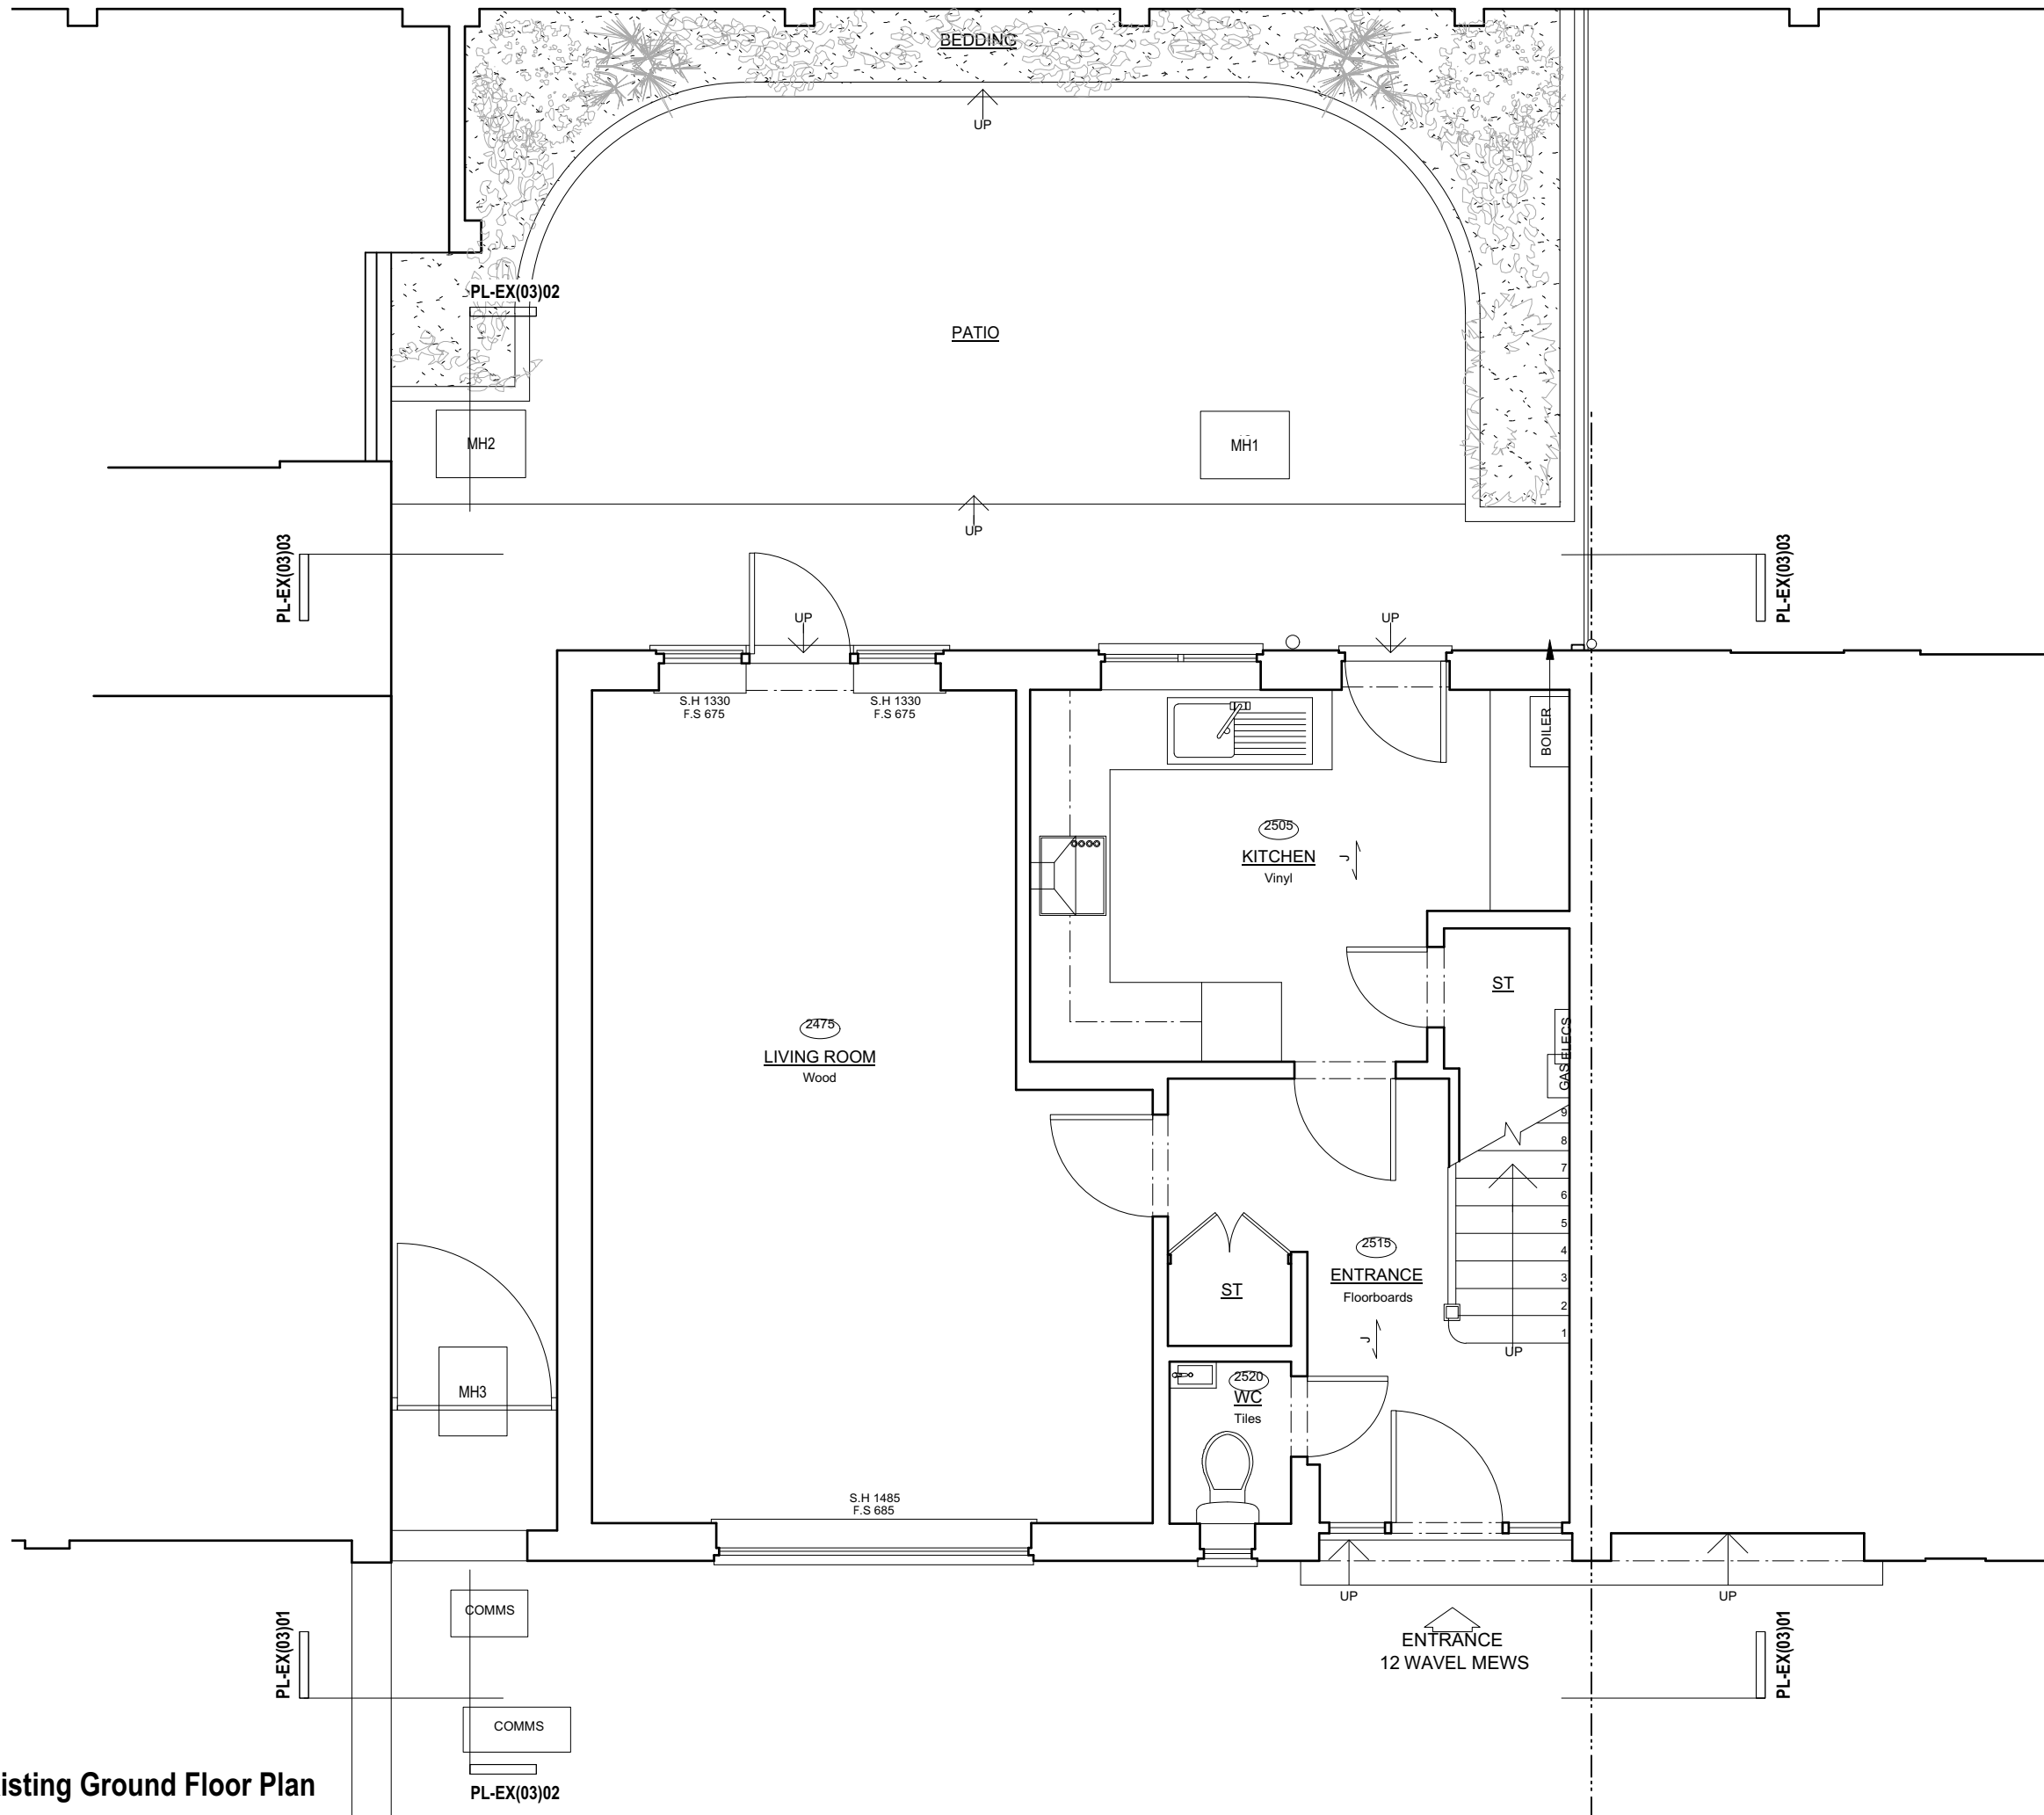 BEDDING
UP
PL-EX(03)02
PATIO
MH2
MH1
UP
PL-EX(03)03
PL-EX(03)03
UP
UP
S.H 1330
F.S 675
S.H 1330
F.S 675
BOILER
2505
KITCHEN
Vinyl
J
ST
2475
LIVING ROOM
Wood
GAS
ELECS
9
8
7
6
5
4
3
2
1
UP
2515
ENTRANCE
Floorboards
J
ST
2520
WC
Tiles
MH3
S.H 1485
F.S 685
UP
UP
COMMS
PL-EX(03)01
PL-EX(03)01
ENTRANCE
12 WAVEL MEWS
COMMS
isting Ground Floor Plan
PL-EX(03)02